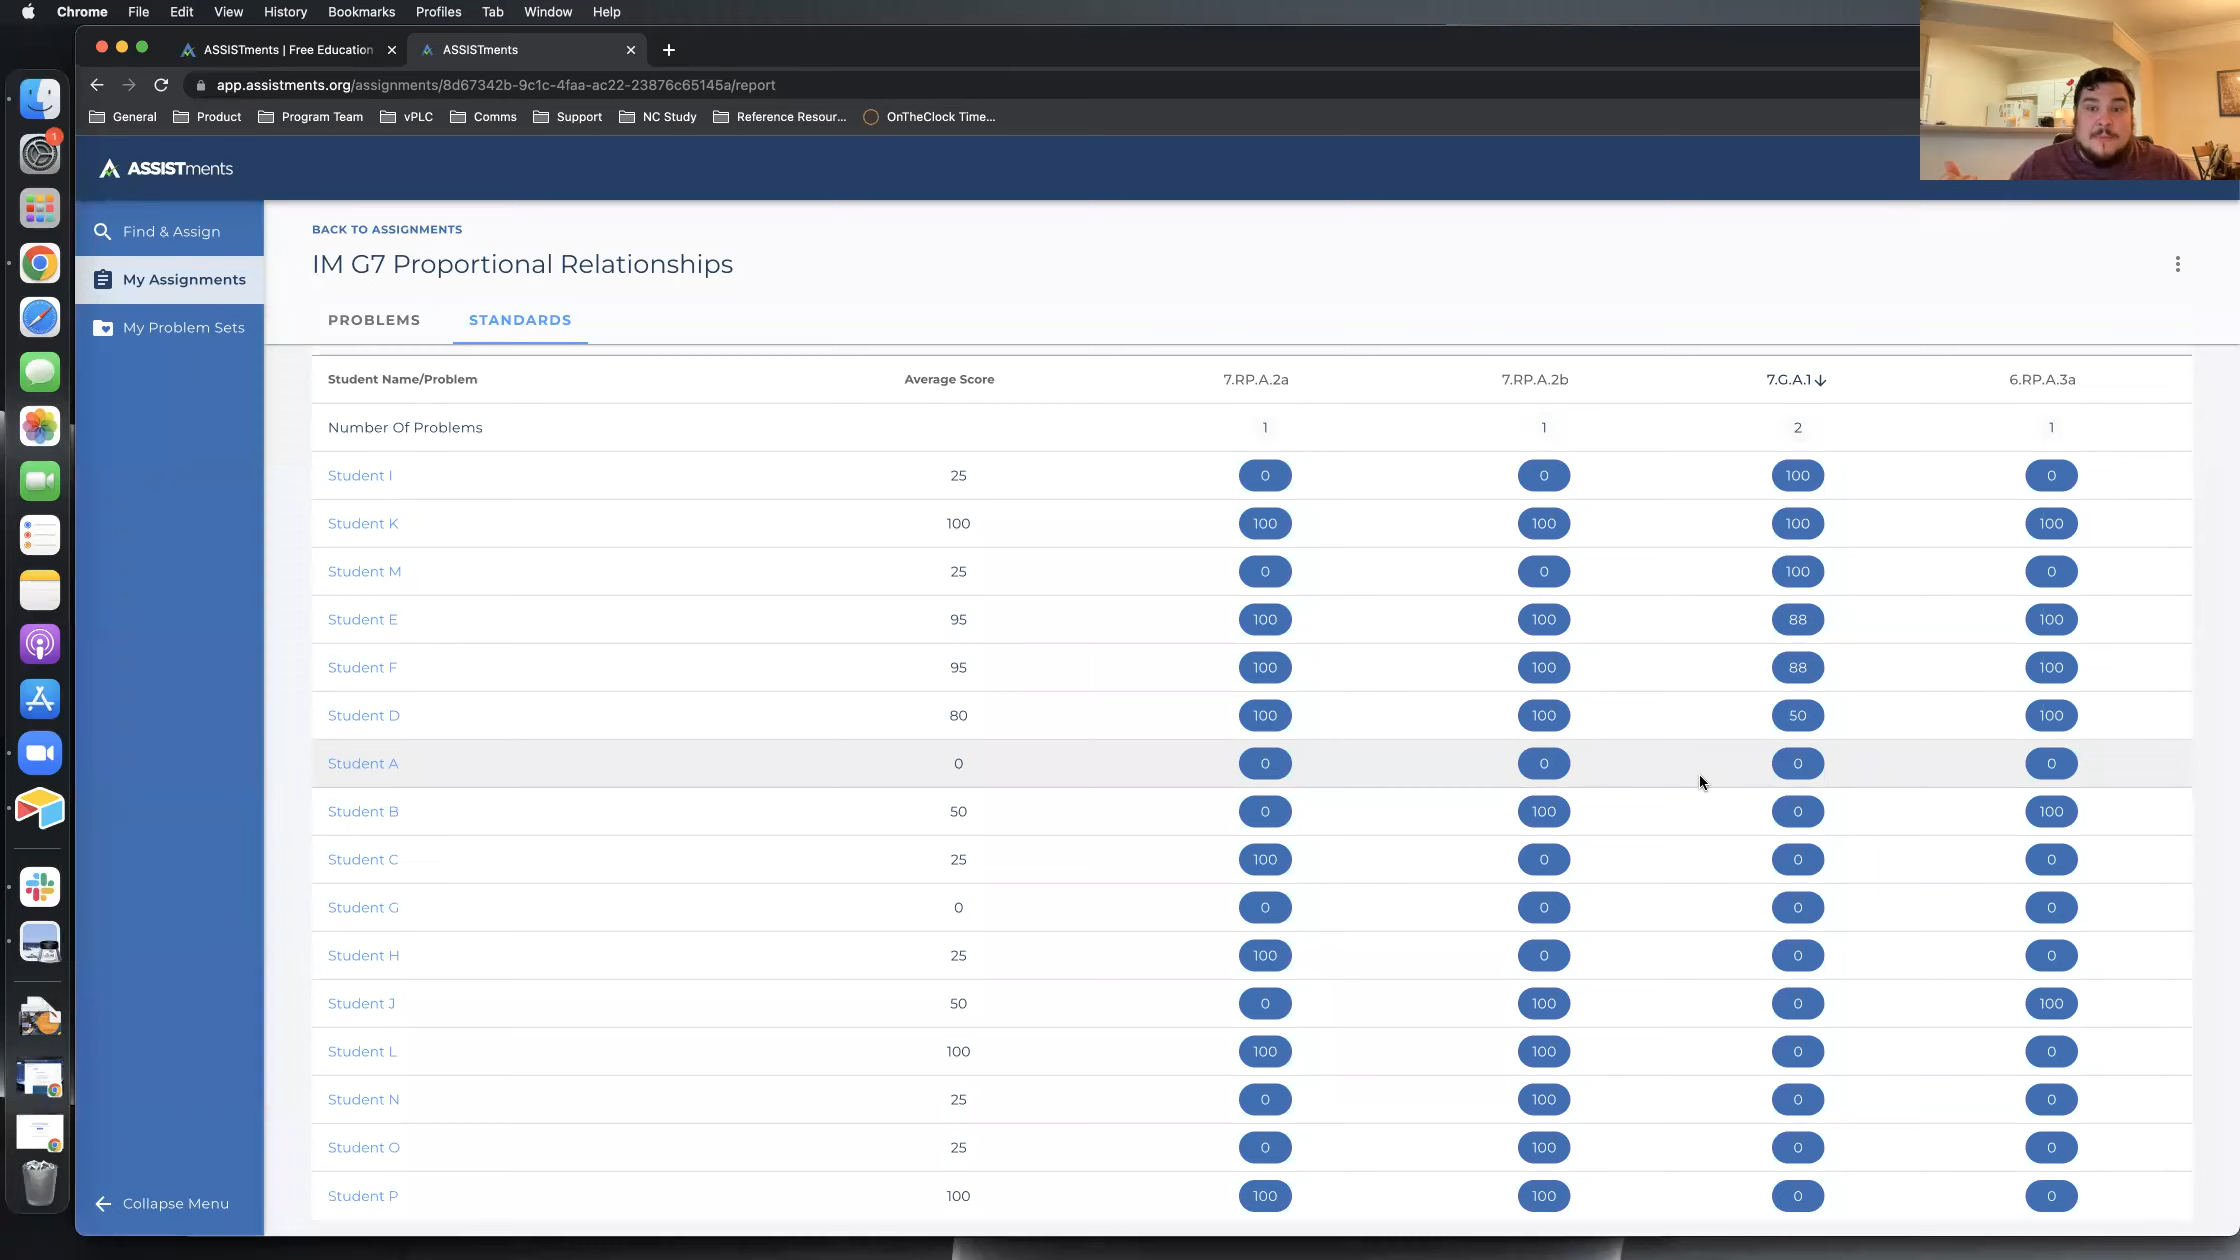 Chrome File Edit View History Bookmarks Profiles Tab Window Help
ASSISTments | Free Education ASSISTments
app.assistments.org/assignments/8d67342b-9c1c-4faa-ac22-23876c65145a/report
General Product Program Team vPLC Comms Support NC Study Reference Resour... OnTheClock Time...
1
ASSISTments
Find & Assign
My Assignments
My Problem Sets
Collapse Menu
BACK TO ASSIGNMENTS
IM G7 Proportional Relationships
PROBLEMS STANDARDS
Student Name/Problem Average Score 7.RP.A.2a 7.RP.A.2b 7.G.A.1 6.RP.A.3a
Number Of Problems 1 1 2 1
Student I 25 0 0 100 0
Student K 100 100 100 100 100
Student M 25 0 0 100 0
Student E 95 100 100 88 100
Student F 95 100 100 88 100
Student D 80 100 100 50 100
Student A 0 0 0 0 0
Student B 50 0 100 0 100
Student C 25 100 0 0 0
Student G 0 0 0 0 0
Student H 25 100 0 0 0
Student J 50 0 100 0 100
Student L 100 100 100 0 0
Student N 25 0 100 0 0
Student O 25 0 100 0 0
Student P 100 100 100 0 0